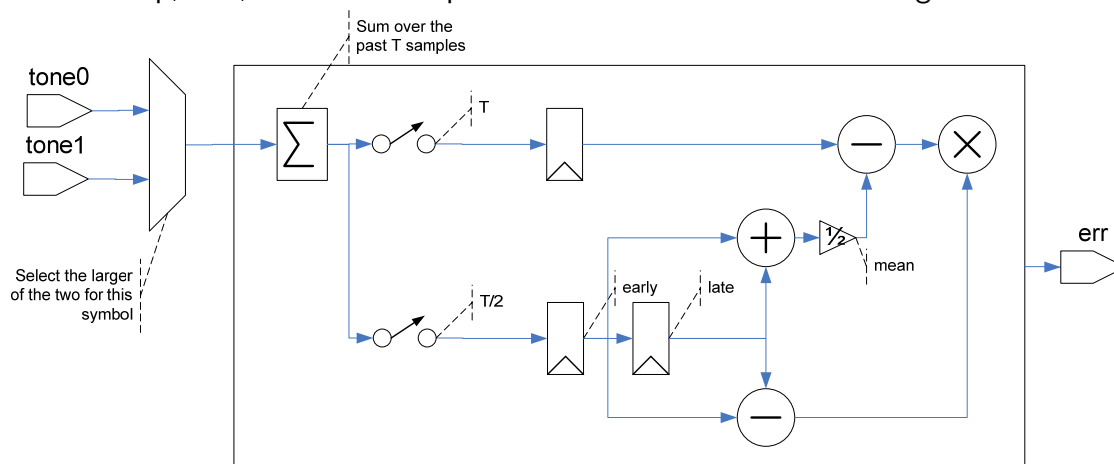 Sum over the
past T samples
tone0
tone1
Σ
T
−
×
+
½
mean
err
Select the larger
of the two for this
symbol
T/2
early
late
−